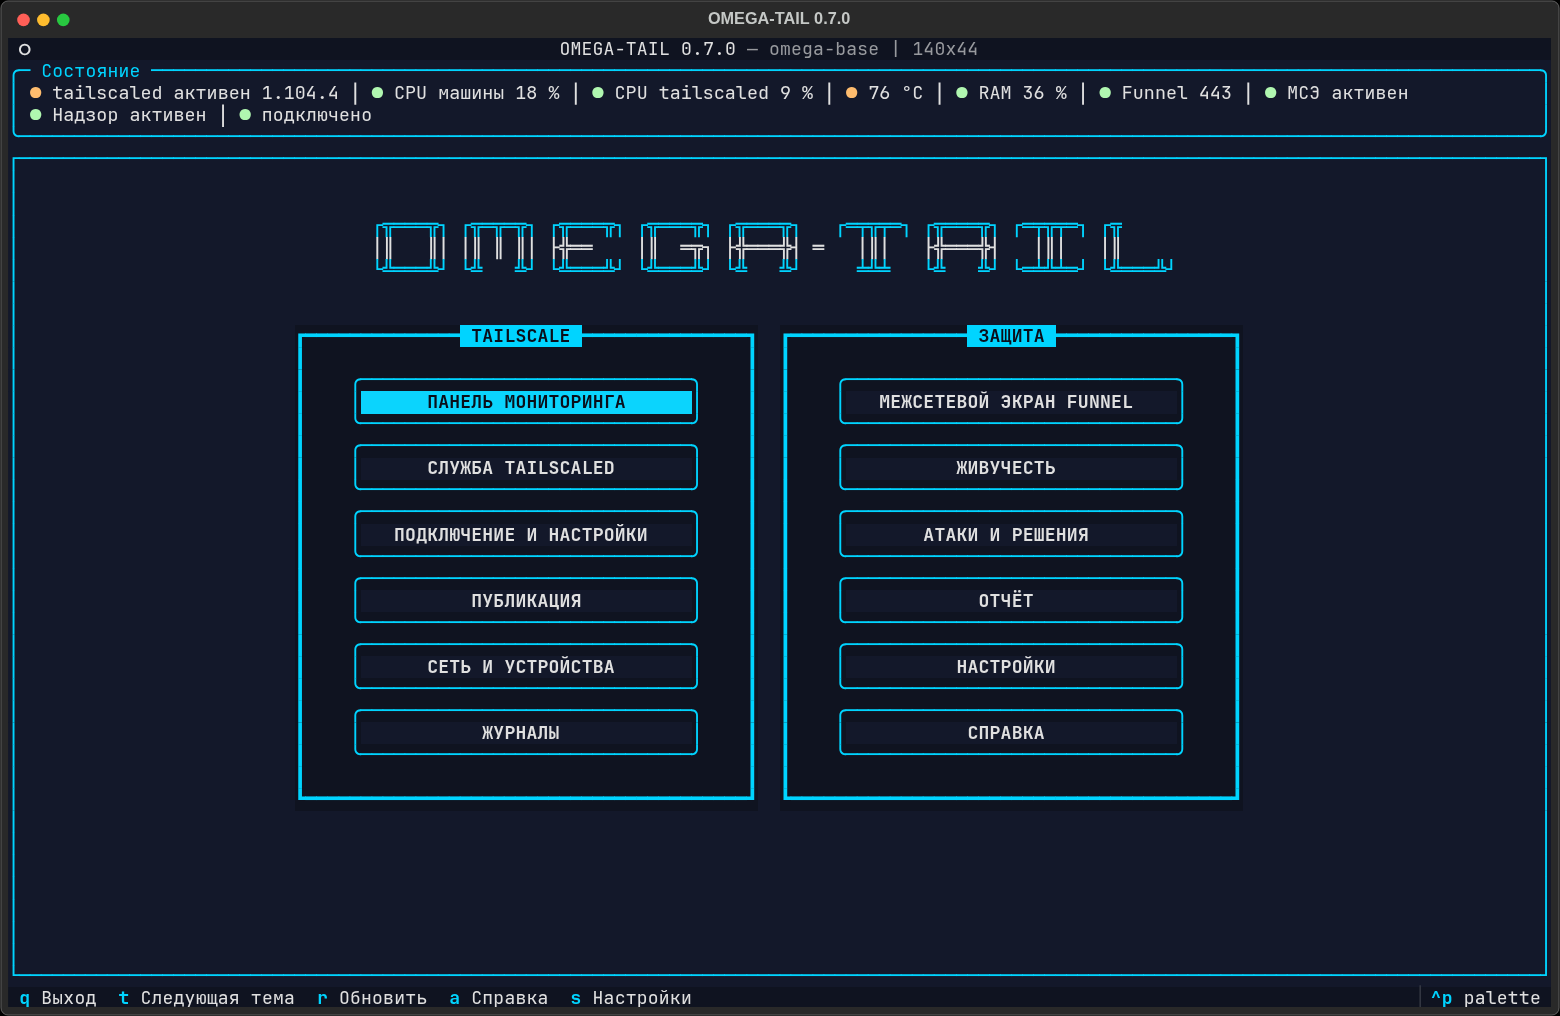 OMEGA-TAIL 0.7.0
OMEGA-TAIL 0.7.0 — omega-base | 140x44
Состояние
tailscaled активен 1.104.4 │ CPU машины 18 % │ CPU tailscaled 9 % │ 76 °C │ RAM 36 % │ Funnel 443 │ МСЭ активен
Надзор активен │ подключено
OMEGA-TAIL
TAILSCALE
ПАНЕЛЬ МОНИТОРИНГА
СЛУЖБА TAILSCALED
ПОДКЛЮЧЕНИЕ И НАСТРОЙКИ
ПУБЛИКАЦИЯ
СЕТЬ И УСТРОЙСТВА
ЖУРНАЛЫ
ЗАЩИТА
МЕЖСЕТЕВОЙ ЭКРАН FUNNEL
ЖИВУЧЕСТЬ
АТАКИ И РЕШЕНИЯ
ОТЧЁТ
НАСТРОЙКИ
СПРАВКА
q Выход t Следующая тема r Обновить a Справка s Настройки ^p palette